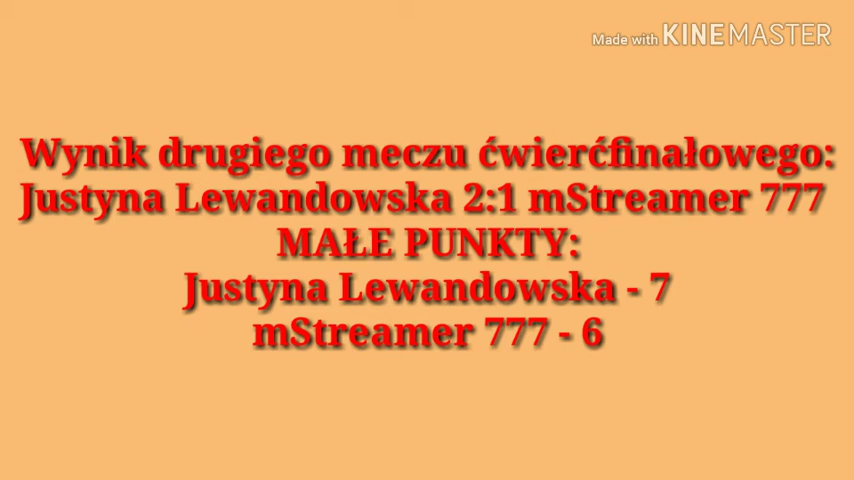 Made with KINEMASTER
Wynik drugiego meczu ćwierćfinałowego:
Justyna Lewandowska 2:1 mStreamer 777
MAŁE PUNKTY:
Justyna Lewandowska - 7
mStreamer 777 - 6